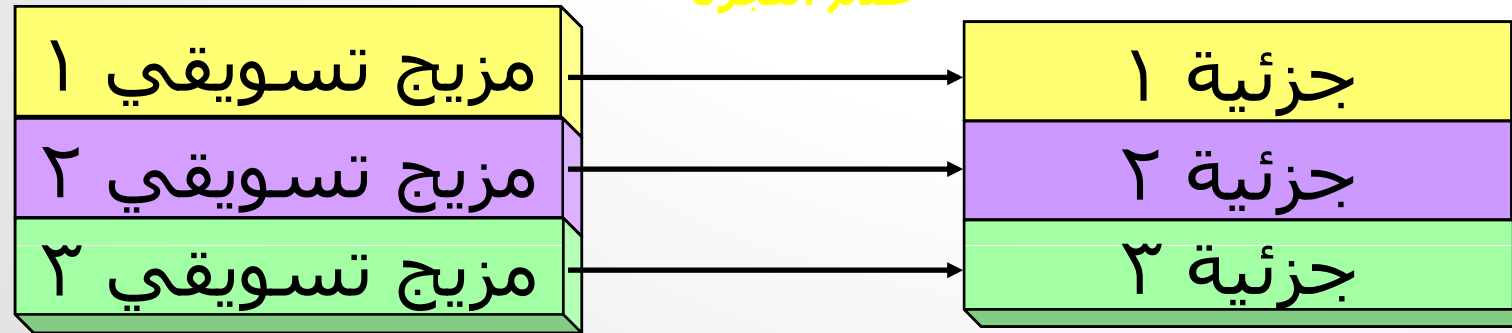 مزيج تسويقي ١
جزئية ١
مزيج تسويقي ٢
جزئية ٢
مزيج تسويقي ٣
جزئية ٣